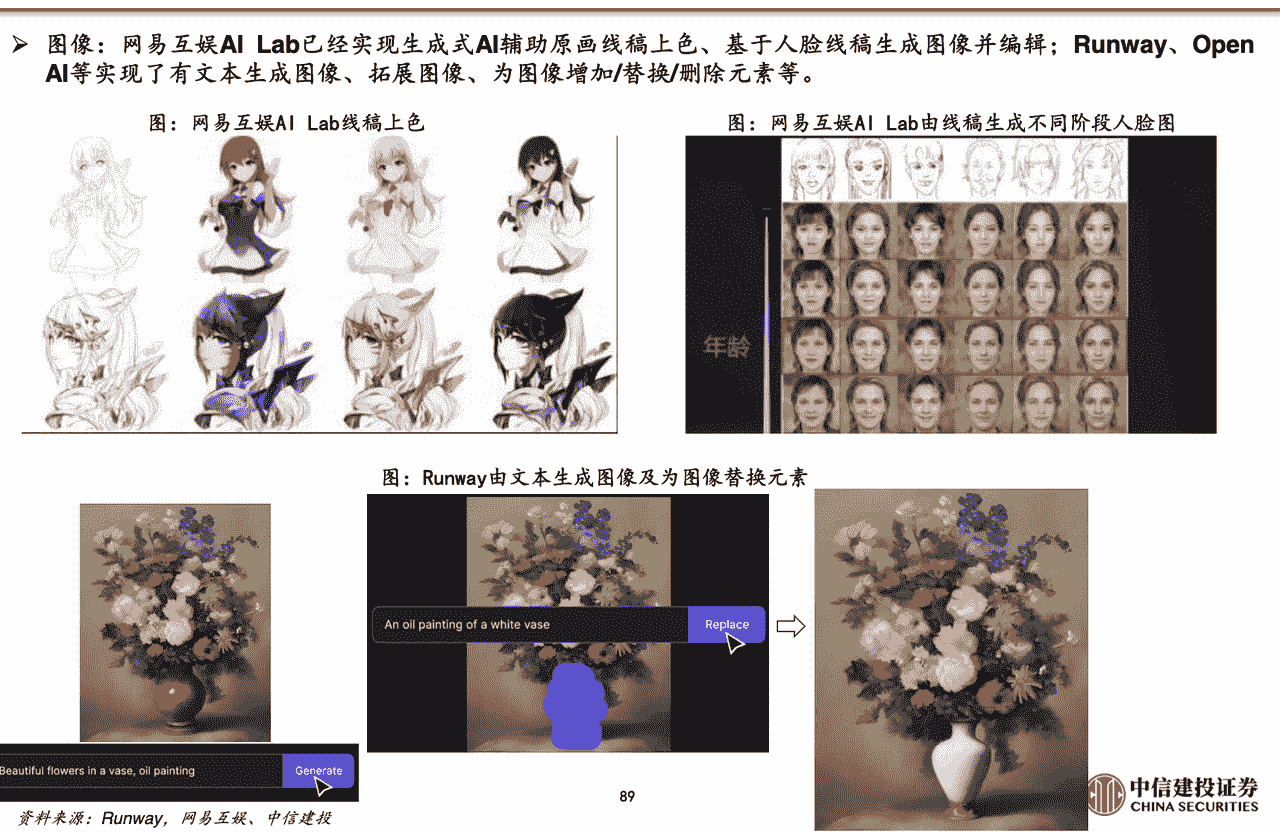 ➢ 图像：网易互娱AI Lab已经实现生成式AI辅助原画线稿上色、基于人脸线稿生成图像并编辑；Runway、Open
AI等实现了有文本生成图像、拓展图像、为图像增加/替换/删除元素等。
图：网易互娱AI Lab线稿上色
图：网易互娱AI Lab由线稿生成不同阶段人脸图
年龄
图：Runway由文本生成图像及为图像替换元素
An oil painting of a white vase
Replace
Beautiful flowers in a vase, oil painting
Generate
资料来源：Runway，网易互娱、中信建投
89
中信建投证券
CHINA SECURITIES